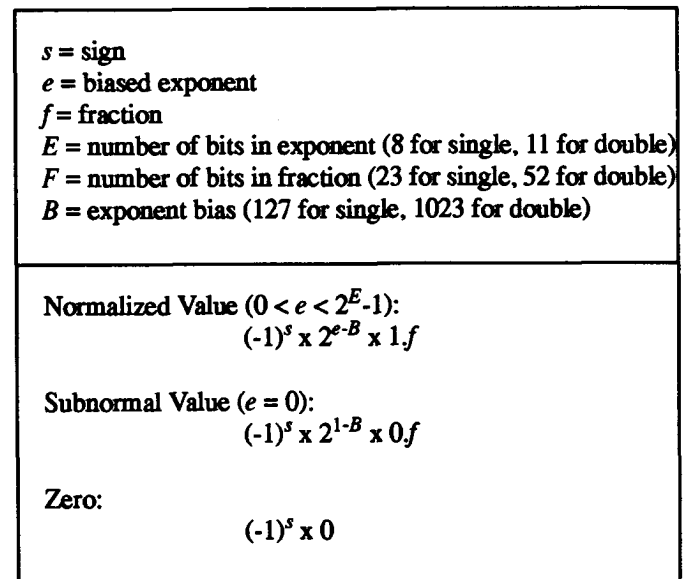 s = sign
e = biased exponent
f = fraction
E = number of bits in exponent (8 for single, 11 for double)
F = number of bits in fraction (23 for single, 52 for double)
B = exponent bias (127 for single, 1023 for double)
Normalized Value (0 < e < 2^E-1):
(-1)^s x 2^(e-B) x 1.f
Subnormal Value (e = 0):
(-1)^s x 2^(1-B) x 0.f
Zero:
(-1)^s x 0